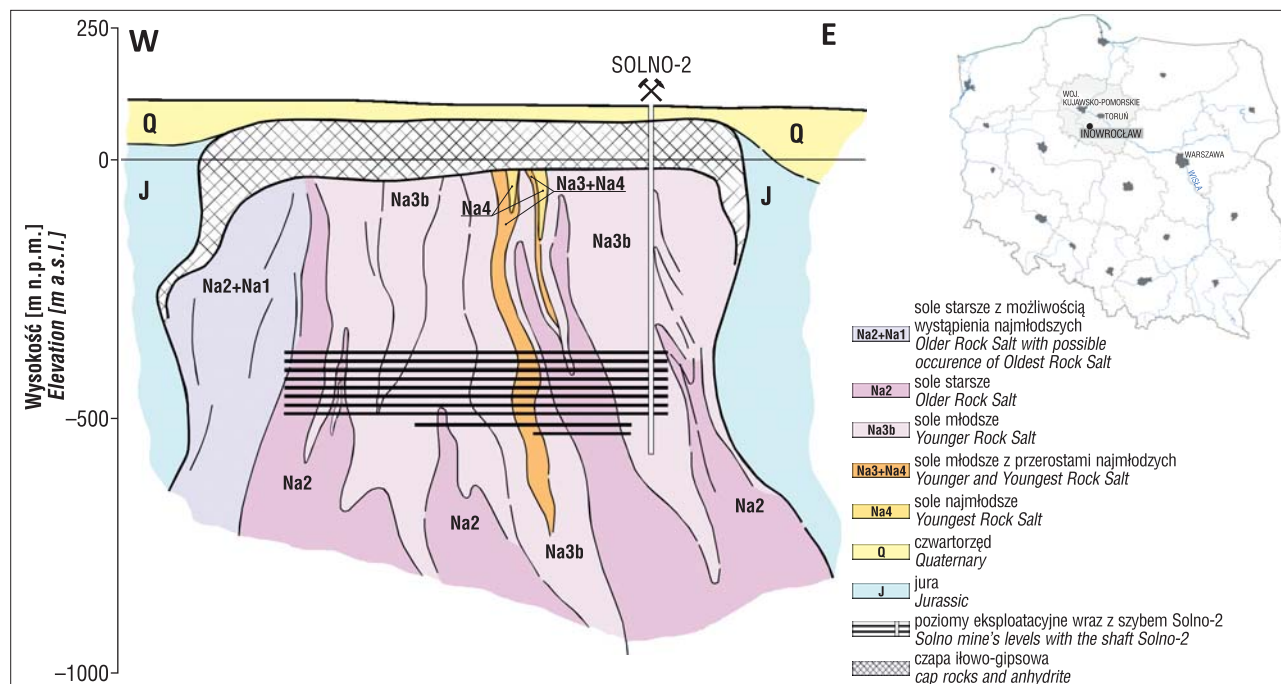 250
W
E
SOLNO-2
Q
Q
0
J
J
Na3b
Na3+Na4
Na4
Na3b
Na2+Na1
Wysokość [m n.p.m.]
Elevation [m a.s.l.]
−500
Na2
Na2
Na3b
Na2
−1000
WOJ.
KUJAWSKO-POMORSKIE
TORUŃ
INOWROCŁAW
WARSZAWA
WISŁA
sole starsze z możliwością
Na2+Na1 wystąpienia najmłodszych
Older Rock Salt with possible
occurence of Oldest Rock Salt
Na2 sole starsze
Older Rock Salt
Na3b sole młodsze
Younger Rock Salt
Na3+Na4 sole młodsze z przerostami najmłodzych
Younger and Youngest Rock Salt
Na4 sole najmłodsze
Youngest Rock Salt
Q czwartorzęd
Quaternary
J jura
Jurassic
poziomy eksploatacyjne wraz z szybem Solno-2
Solno mine's levels with the shaft Solno-2
czapa iłowo-gipsowa
cap rocks and anhydrite